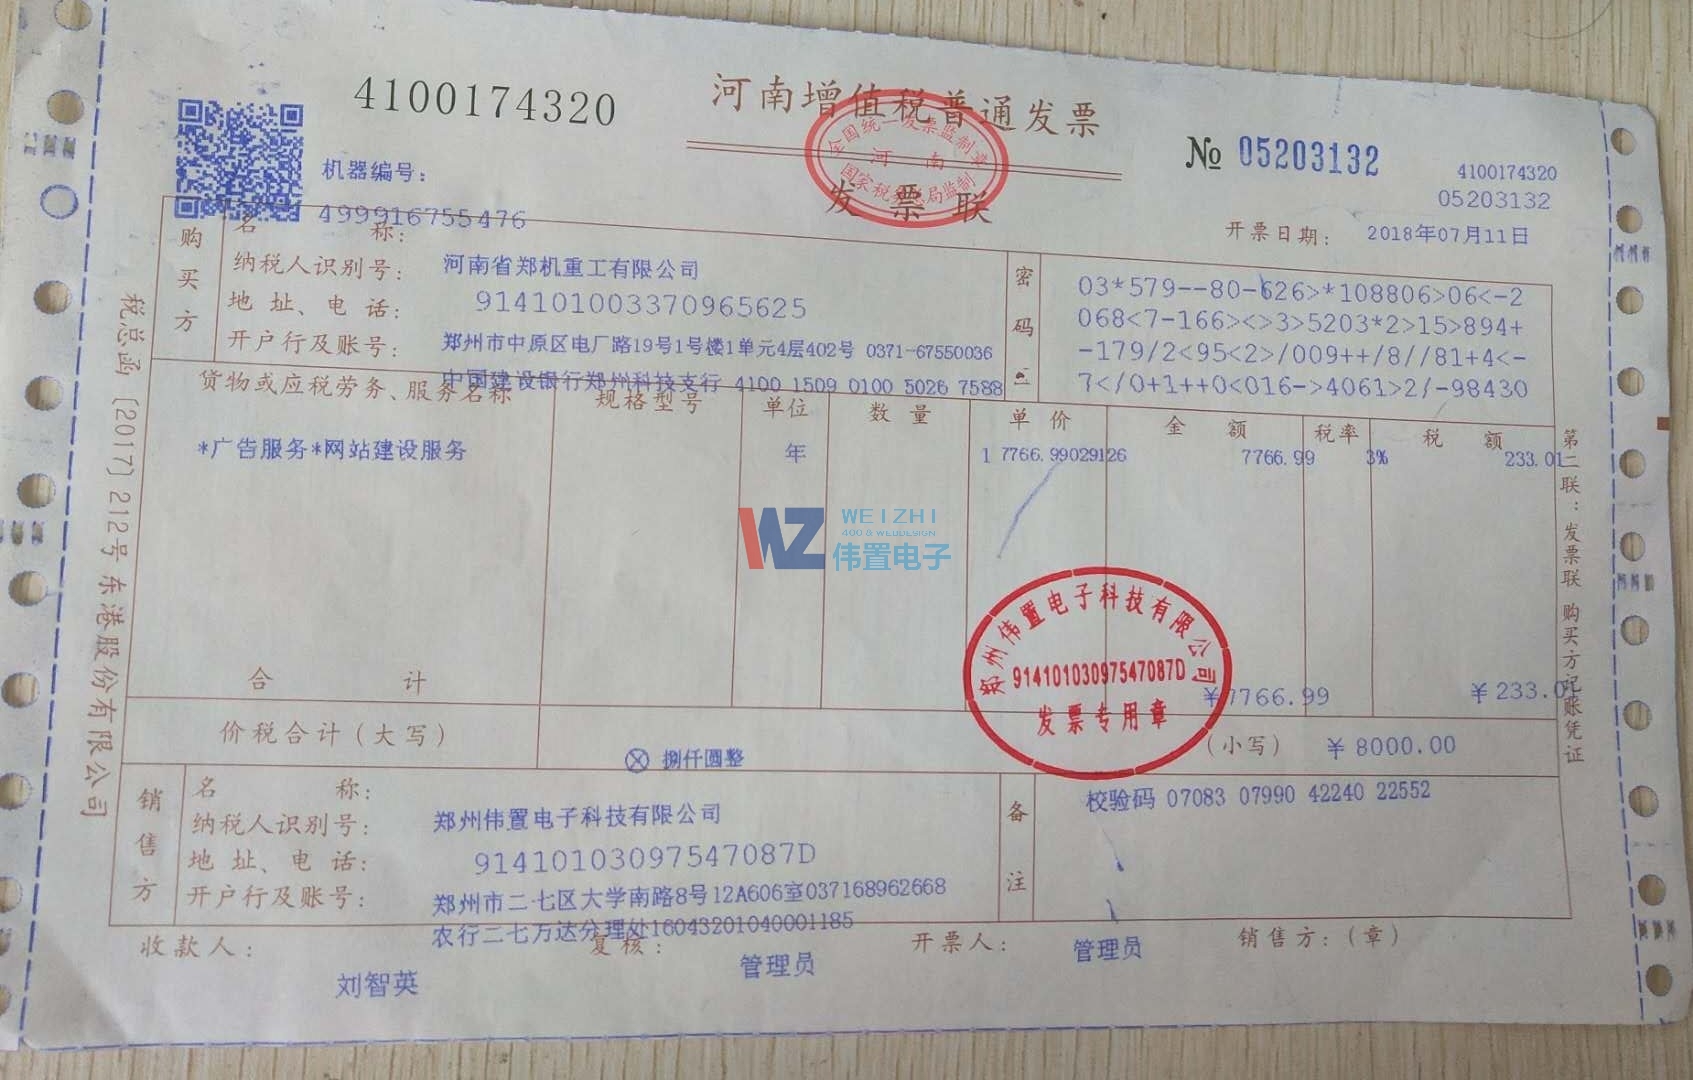 4100174320
河南增值税普通发票
全国统一发票监制章
河 南
国家税务总局监制
发 票 联
№ 05203132
4100174320
05203132
机器编号:
499916755476
开票日期: 2018年07月11日
购买方
名 称: 河南省郑机重工有限公司
纳税人识别号: 914101003370965625
地 址、电 话: 郑州市中原区电厂路19号1号楼1单元4层402号 0371-67550036
开户行及账号: 中国建设银行郑州科技支行 4100 1509 0100 5026 7588
密码区
03*579--80-626>*108806>06<-2
068<7-166><>3>5203*2>15>894+
-179/2<95<2>/009++/8//81+4<-
7</0+1++0<016->4061>2/-98430
货物或应税劳务、服务名称 规格型号 单位 数 量 单 价 金 额 税率 税 额
*广告服务*网站建设服务 年 1 7766.99029126 7766.99 3% 233.01
WZ WEIZHI
400 & WEBDESIGN
伟置电子
合 计 ¥7766.99 ¥233.01
郑州伟置电子科技有限公司
91410103097547087D
发票专用章
价税合计(大写) ⊗ 捌仟圆整 (小写) ¥8000.00
销售方
名 称: 郑州伟置电子科技有限公司
纳税人识别号: 91410103097547087D
地 址、电 话: 郑州市二七区大学南路8号12A606室037168962668
开户行及账号: 农行二七万达分理处16043201040001185
备注
校验码 07083 07990 42240 22552
收款人: 刘智英 复核: 管理员 开票人: 管理员 销售方:(章)
税总函〔2017〕212号东港股份有限公司
第二联:发票联 购买方记账凭证